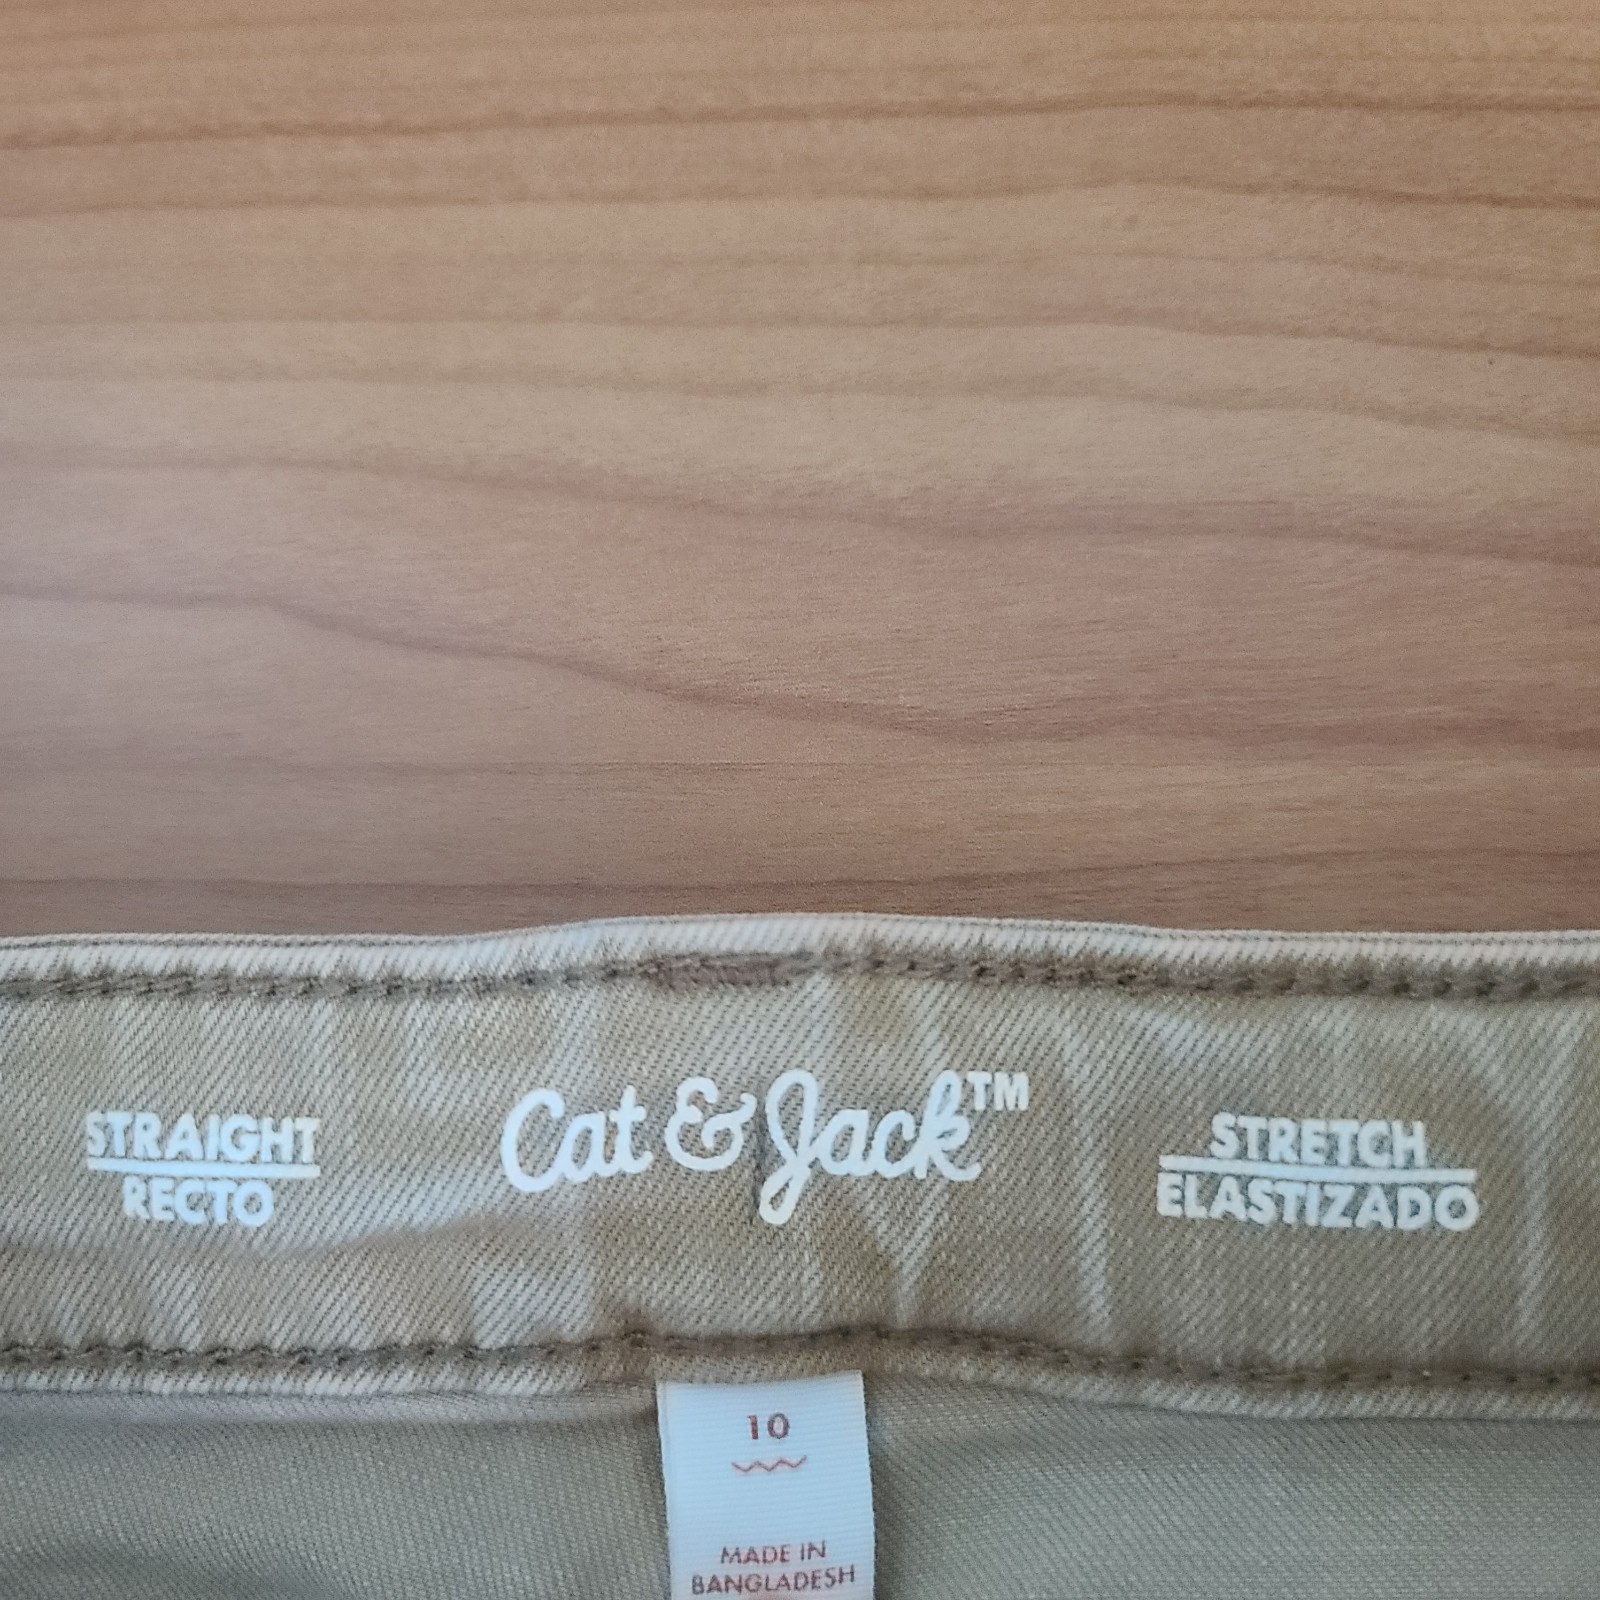 STRAIGHT
RECTO
Cat & Jack™
STRETCH
ELASTIZADO
10
MADE IN
BANGLADESH